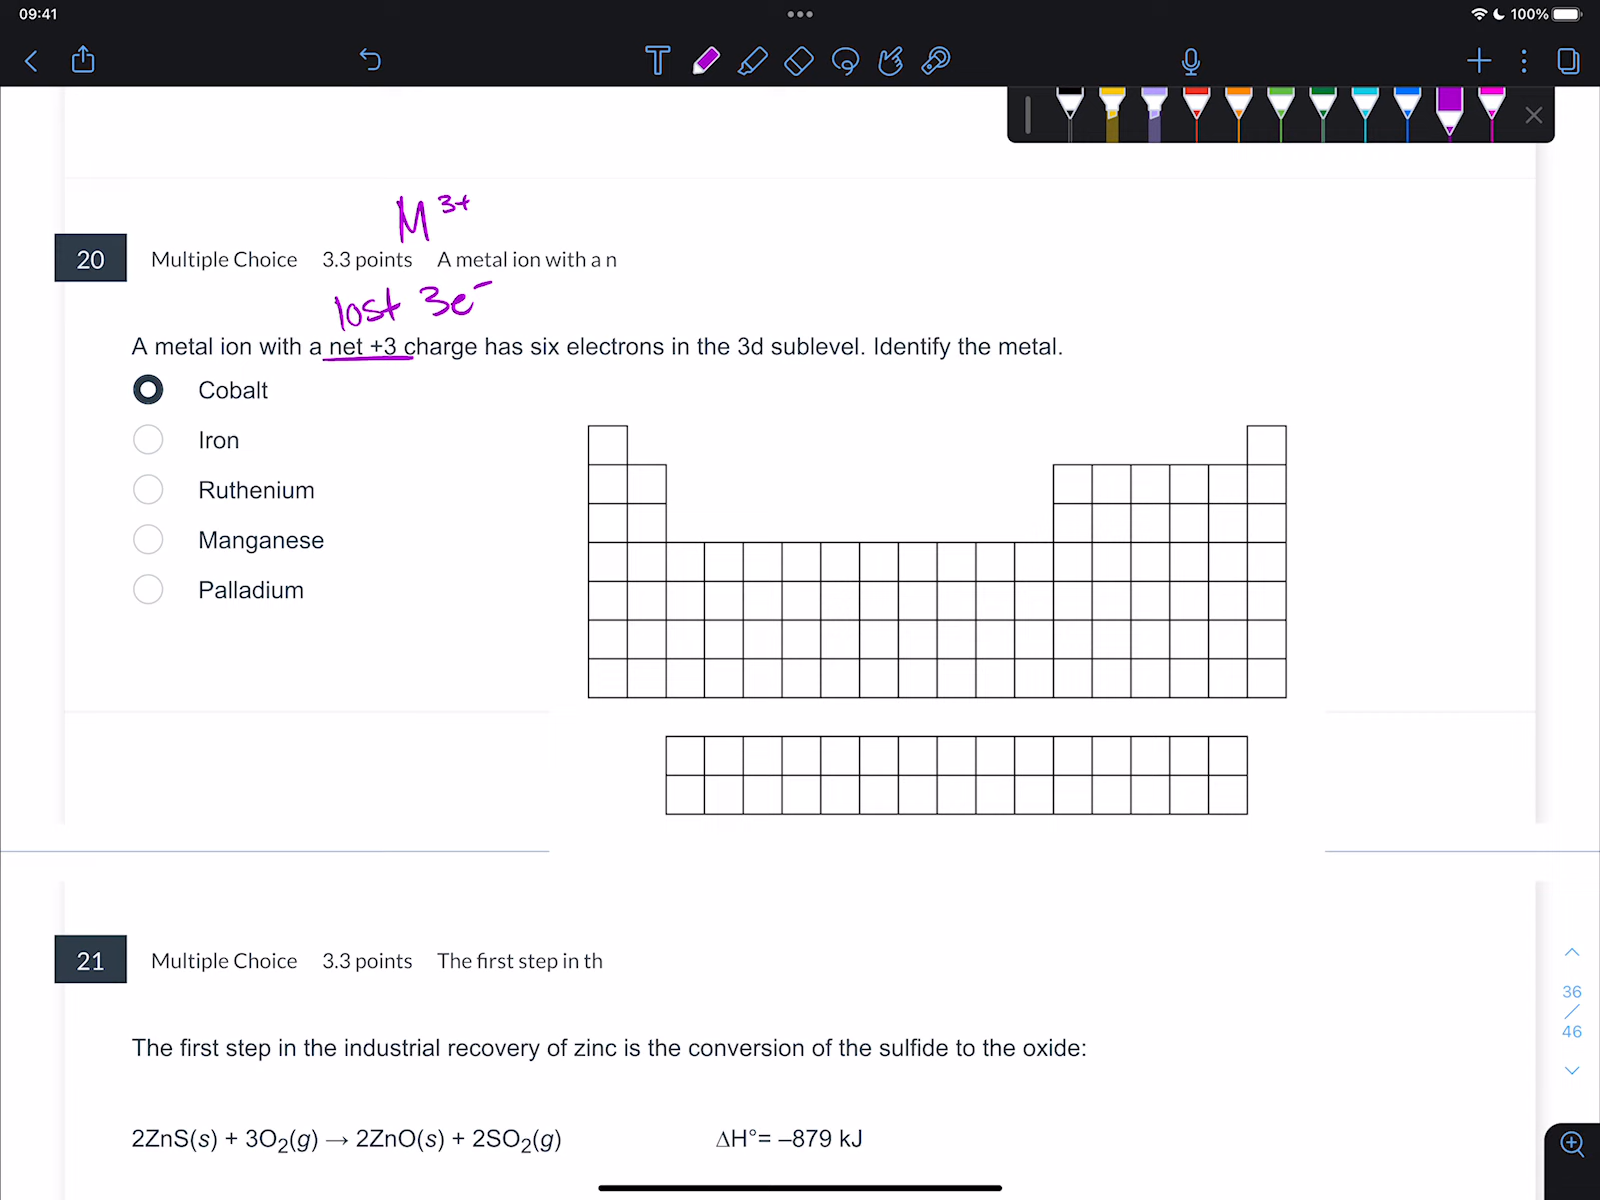 09:41
100%
M 3+
20 Multiple Choice 3.3 points A metal ion with a n
lost 3e⁻
A metal ion with a net +3 charge has six electrons in the 3d sublevel. Identify the metal.
Cobalt
Iron
Ruthenium
Manganese
Palladium
21 Multiple Choice 3.3 points The first step in th
36
/
46
The first step in the industrial recovery of zinc is the conversion of the sulfide to the oxide:
2ZnS(s) + 3O₂(g) → 2ZnO(s) + 2SO₂(g) ΔH°= –879 kJ